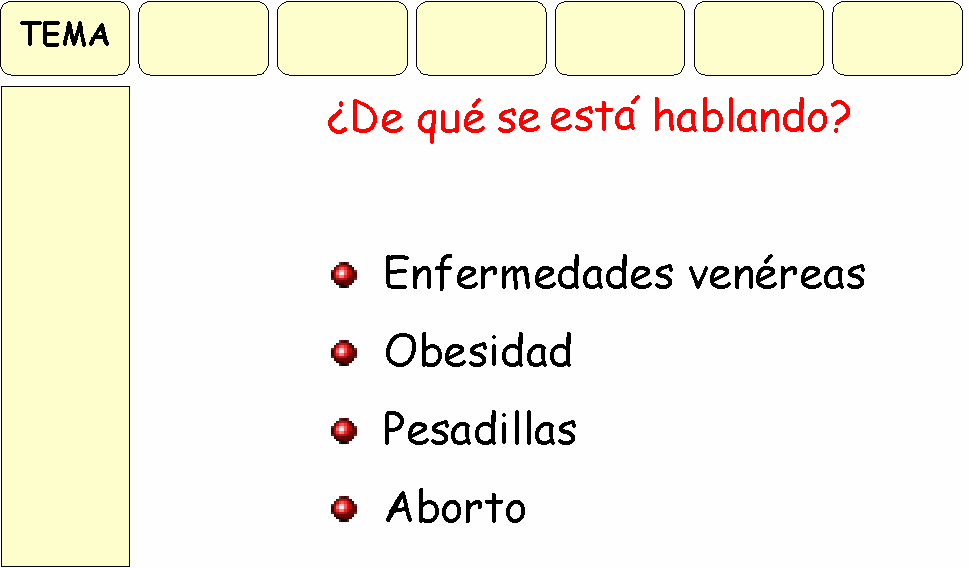 TEMA
¿De qué se está hablando?
Enfermedades venéreas
Obesidad
Pesadillas
Aborto